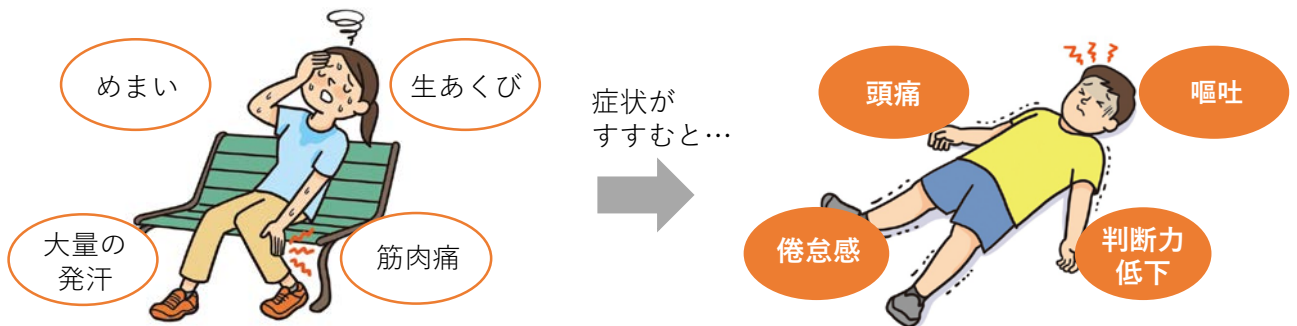 めまい
生あくび
大量の
発汗
筋肉痛
症状が
すすむと…
頭痛
嘔吐
倦怠感
判断力
低下